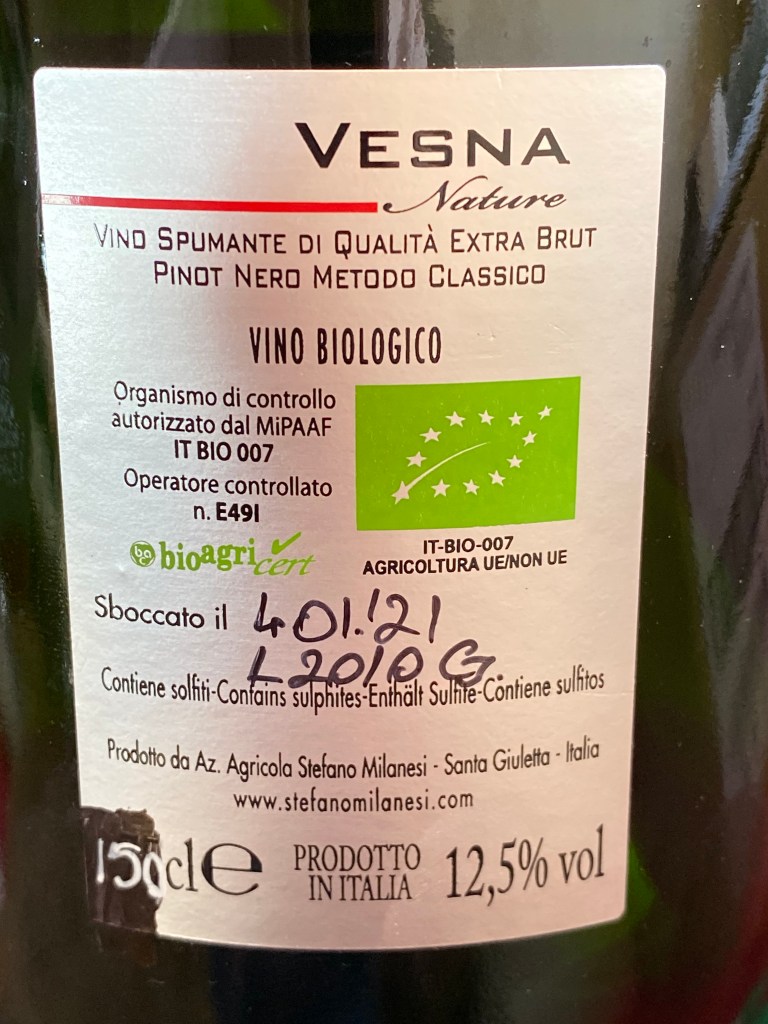 VESNA
Nature
VINO SPUMANTE DI QUALITÀ EXTRA BRUT
PINOT NERO METODO CLASSICO
VINO BIOLOGICO
Organismo di controllo
autorizzato dal MiPAAF
IT BIO 007
Operatore controllato
n. E49I
bioagricert
IT-BIO-007
AGRICOLTURA UE/NON UE
Sboccato il 4 01.'21
L2010G.
Contiene solfiti-Contains sulphites-Enthält Sulfite-Contiene sulfitos
Prodotto da Az. Agricola Stefano Milanesi - Santa Giuletta - Italia
www.stefanomilanesi.com
150cl e PRODOTTO IN ITALIA 12,5% vol